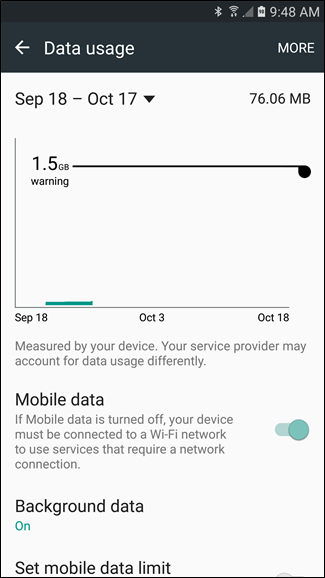 9:48 AM
Data usage MORE
Sep 18 – Oct 17 76.06 MB
1.5GB
warning
Sep 18 Oct 3 Oct 18
Measured by your device. Your service provider may
account for data usage differently.
Mobile data
If Mobile data is turned off, your device
must be connected to a Wi-Fi network
to use services that require a network
connection.
Background data
On
Set mobile data limit